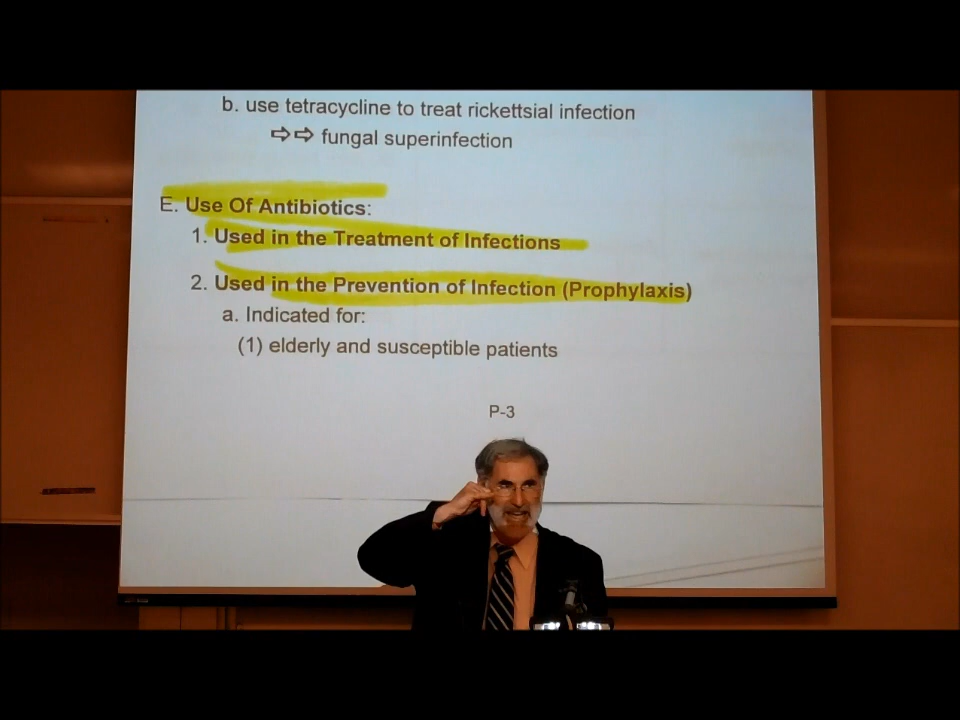 b. use tetracycline to treat rickettsial infection
⇨⇨ fungal superinfection
E. Use Of Antibiotics:
1. Used in the Treatment of Infections
2. Used in the Prevention of Infection (Prophylaxis)
a. Indicated for:
(1) elderly and susceptible patients
P-3